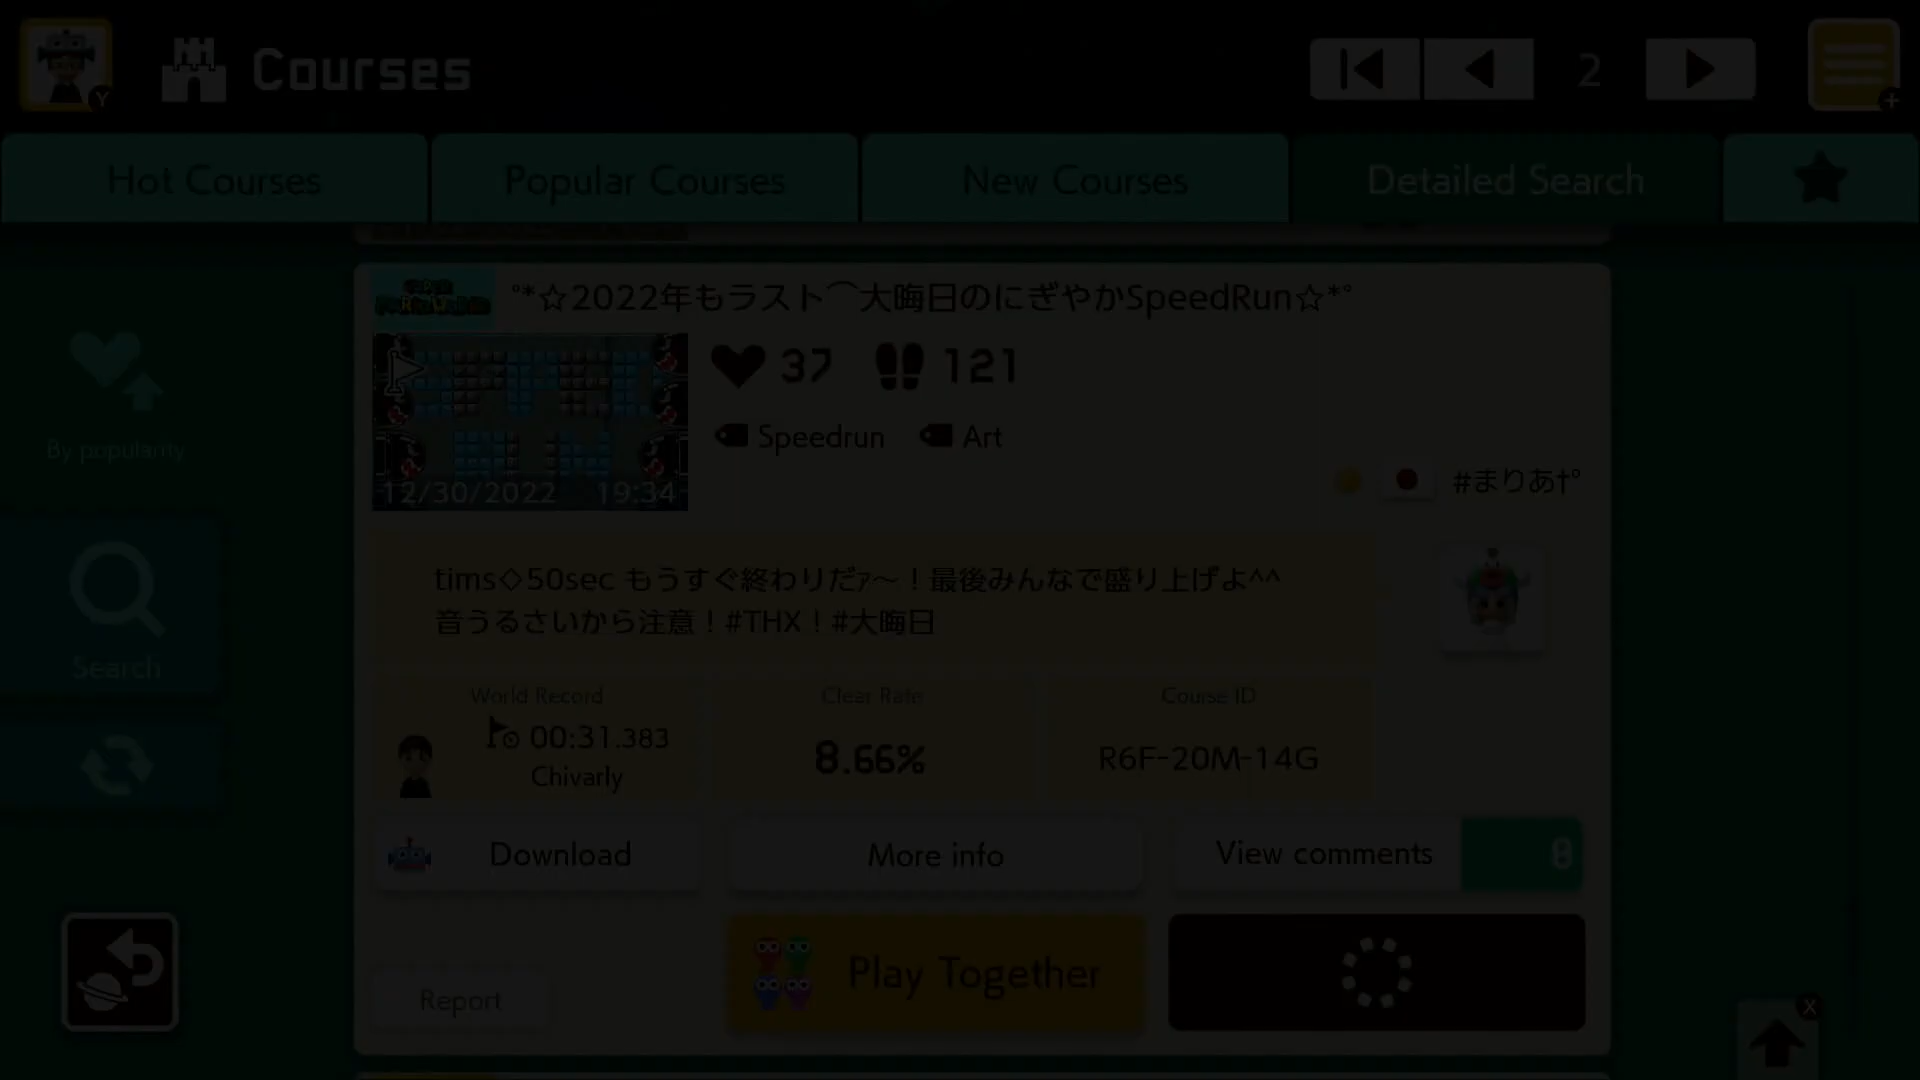 Y
Courses
2
+
Hot Courses
Popular Courses
New Courses
Detailed Search
°*☆2022年もラスト⌒大晦日のにぎやかSpeedRun☆*°
37
121
Speedrun
Art
12/30/2022 19:34
#まりあ†°
By popularity
tims◇50sec もうすぐ終わりだｧ〜！最後みんなで盛り上げよ^^
音うるさいから注意！#THX！#大晦日
Search
World Record
00:31.383
Chivarly
Clear Rate
8.66%
Course ID
R6F-20M-14G
Download
More info
View comments
Report
Play Together
X